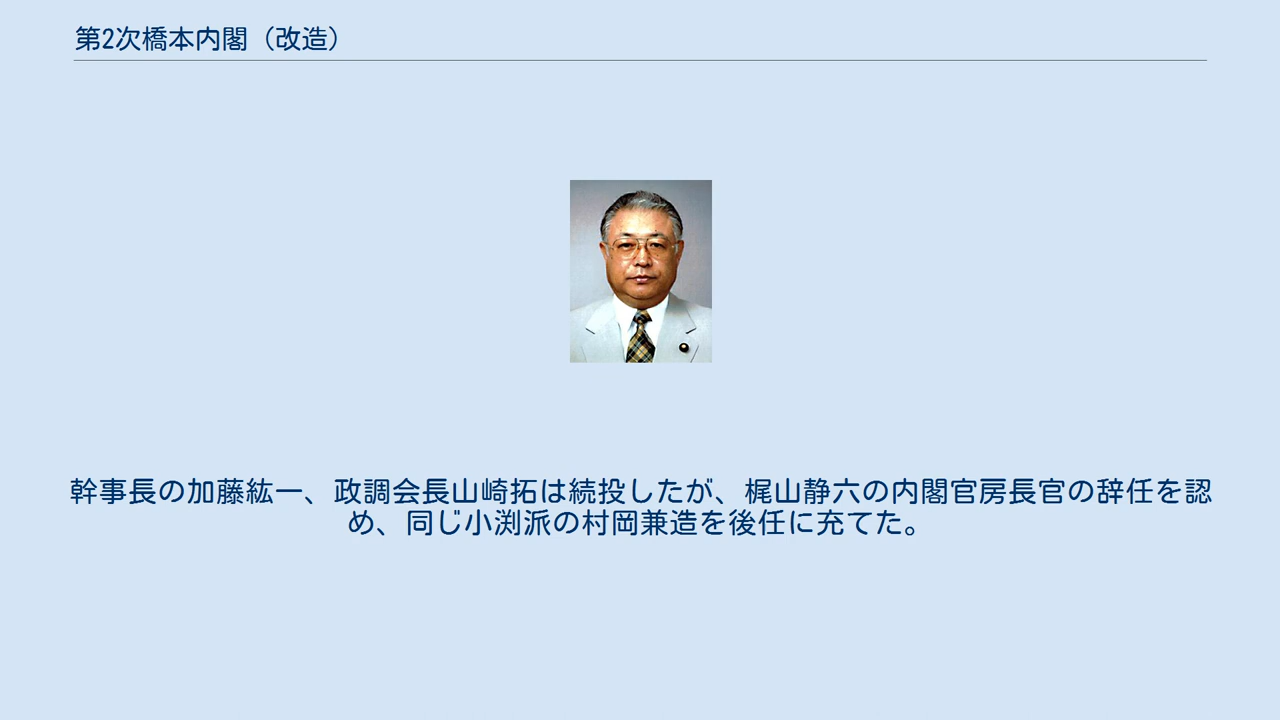 第2次橋本内閣（改造）
幹事長の加藤紘一、政調会長山崎拓は続投したが、梶山静六の内閣官房長官の辞任を認
め、同じ小渕派の村岡兼造を後任に充てた。